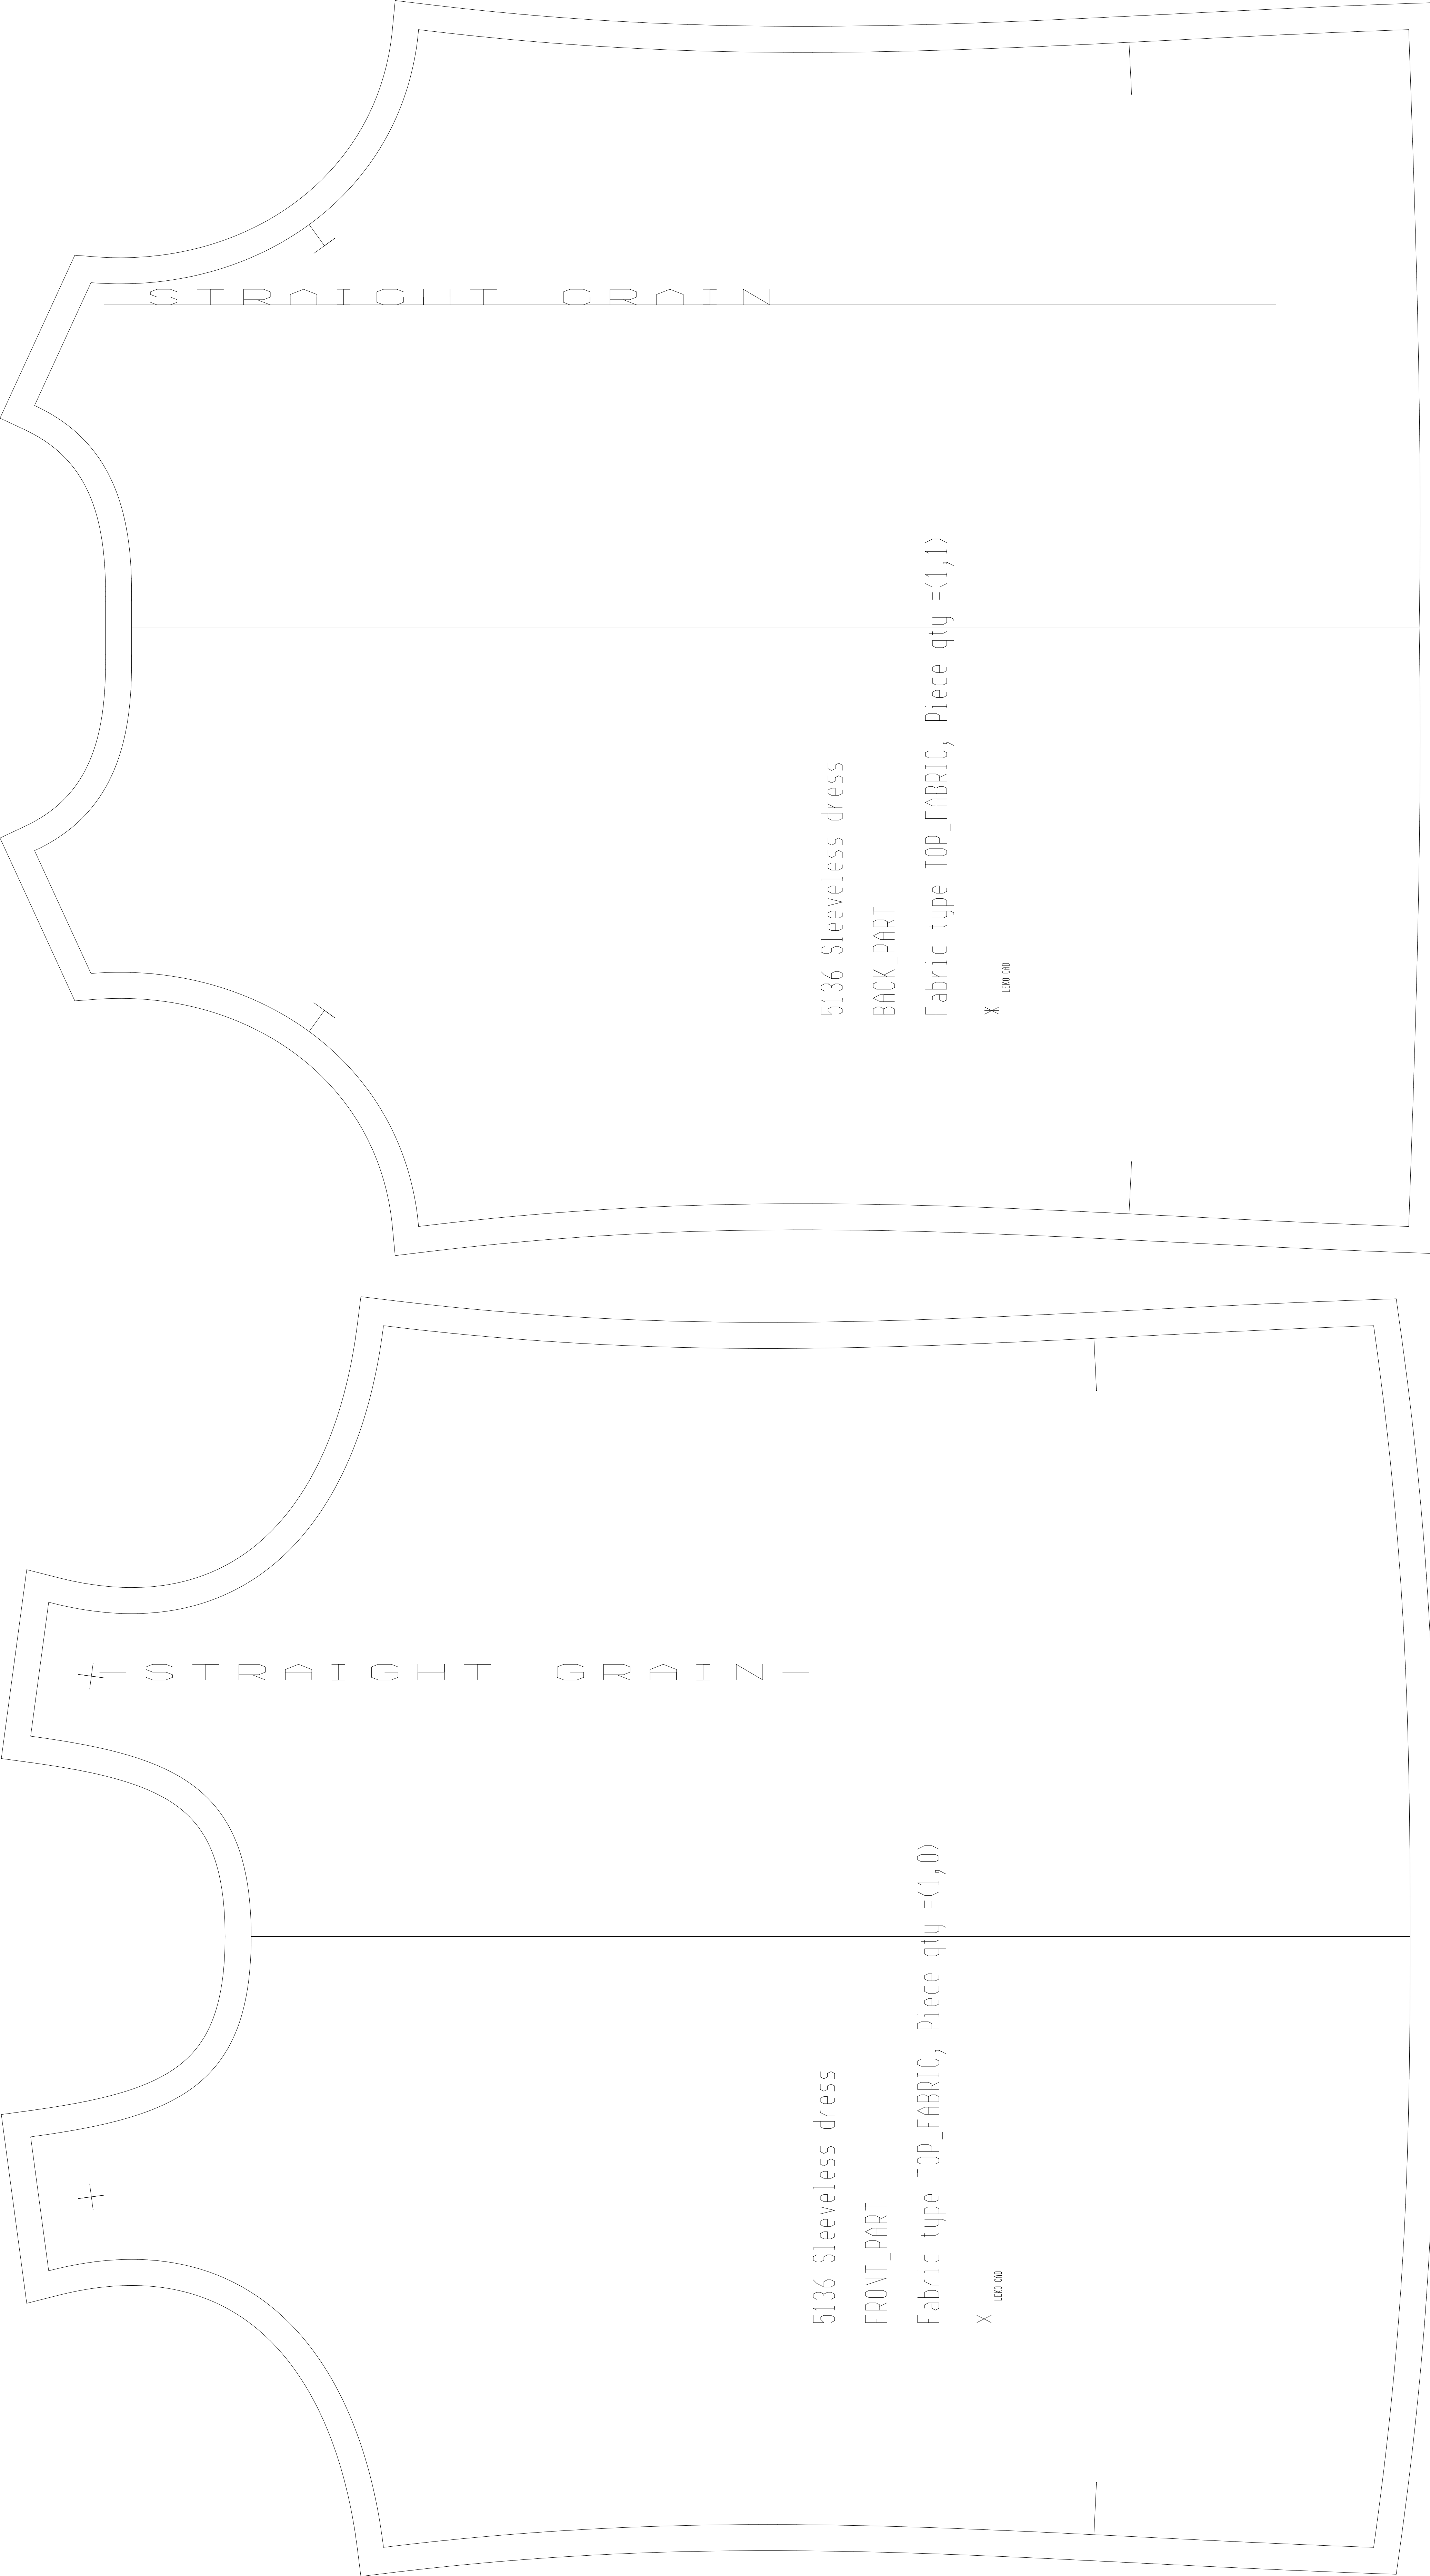 -STRAIGHT GRAIN-
5136 Sleeveless dress
BACK_PART
Fabric type TOP_FABRIC, Piece qty =(1,1)
*
LEKO CAD
-STRAIGHT GRAIN-
5136 Sleeveless dress
FRONT_PART
Fabric type TOP_FABRIC, Piece qty =(1,0)
*
LEKO CAD